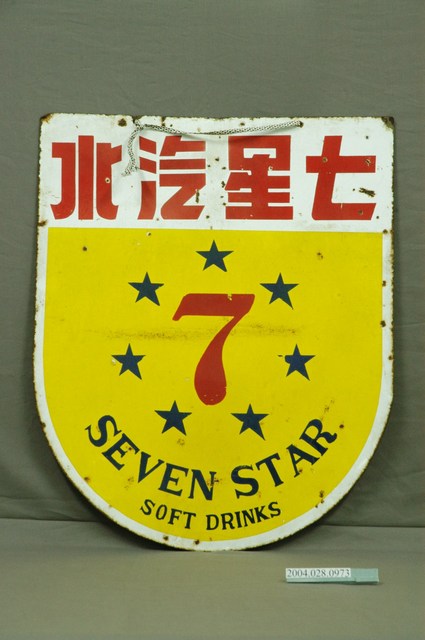 七星汽水
7
SEVEN STAR
SOFT DRINKS
2004.028.0973